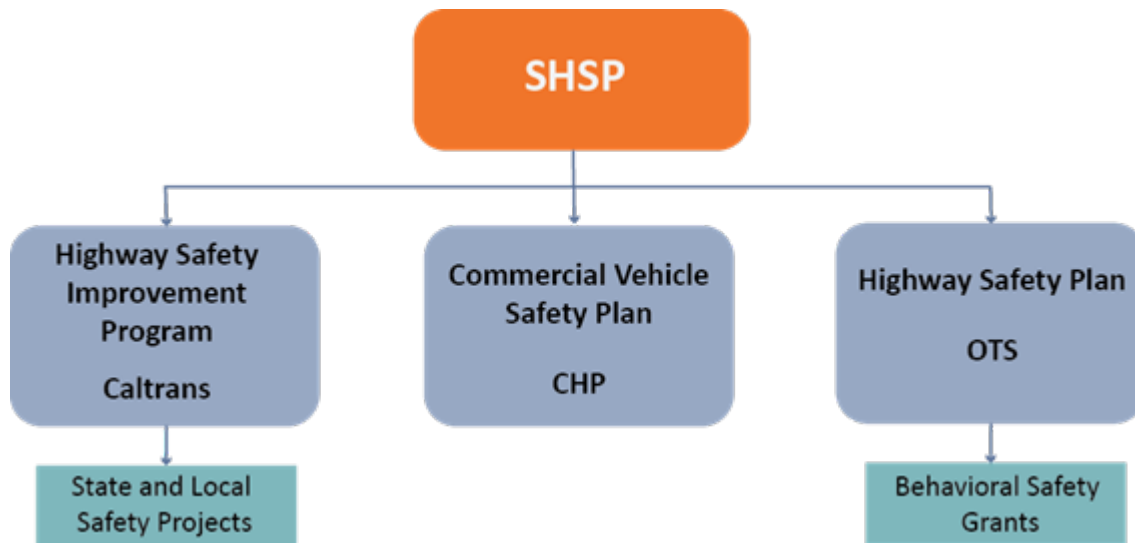 SHSP
Highway Safety
Improvement
Program
Caltrans
Commercial Vehicle
Safety Plan
CHP
Highway Safety Plan
OTS
State and Local
Safety Projects
Behavioral Safety
Grants